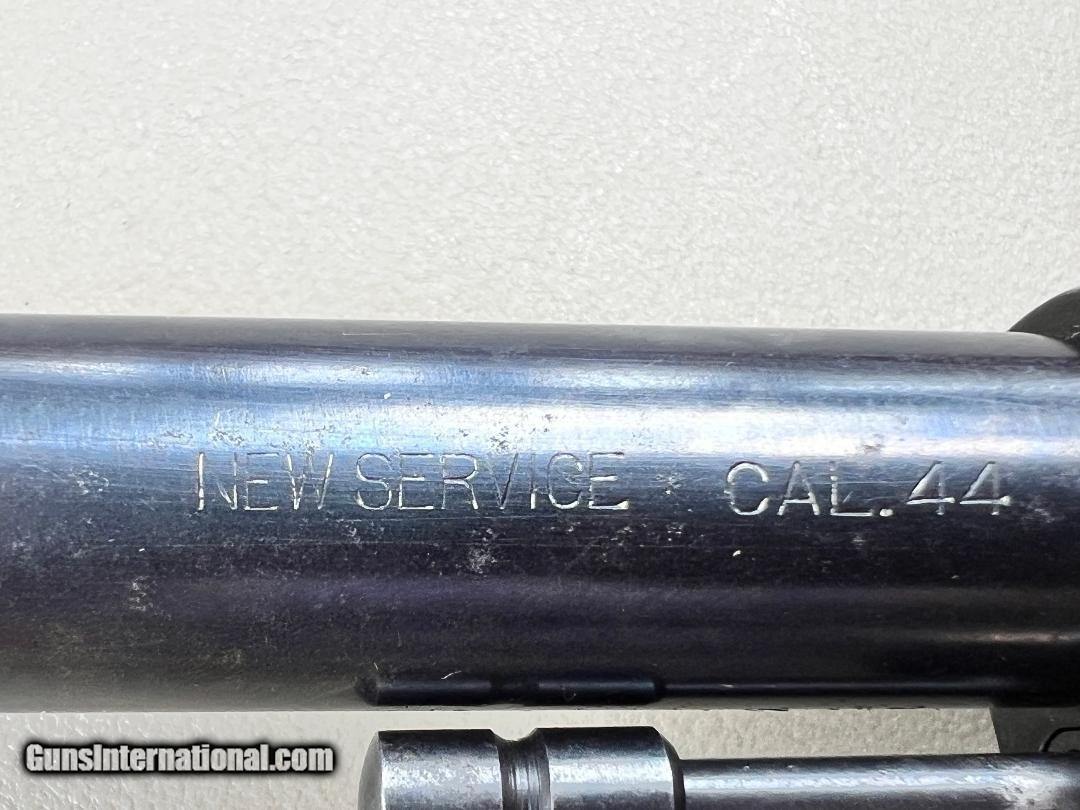 NEW SERVICE CAL. 44
GunsInternational.com